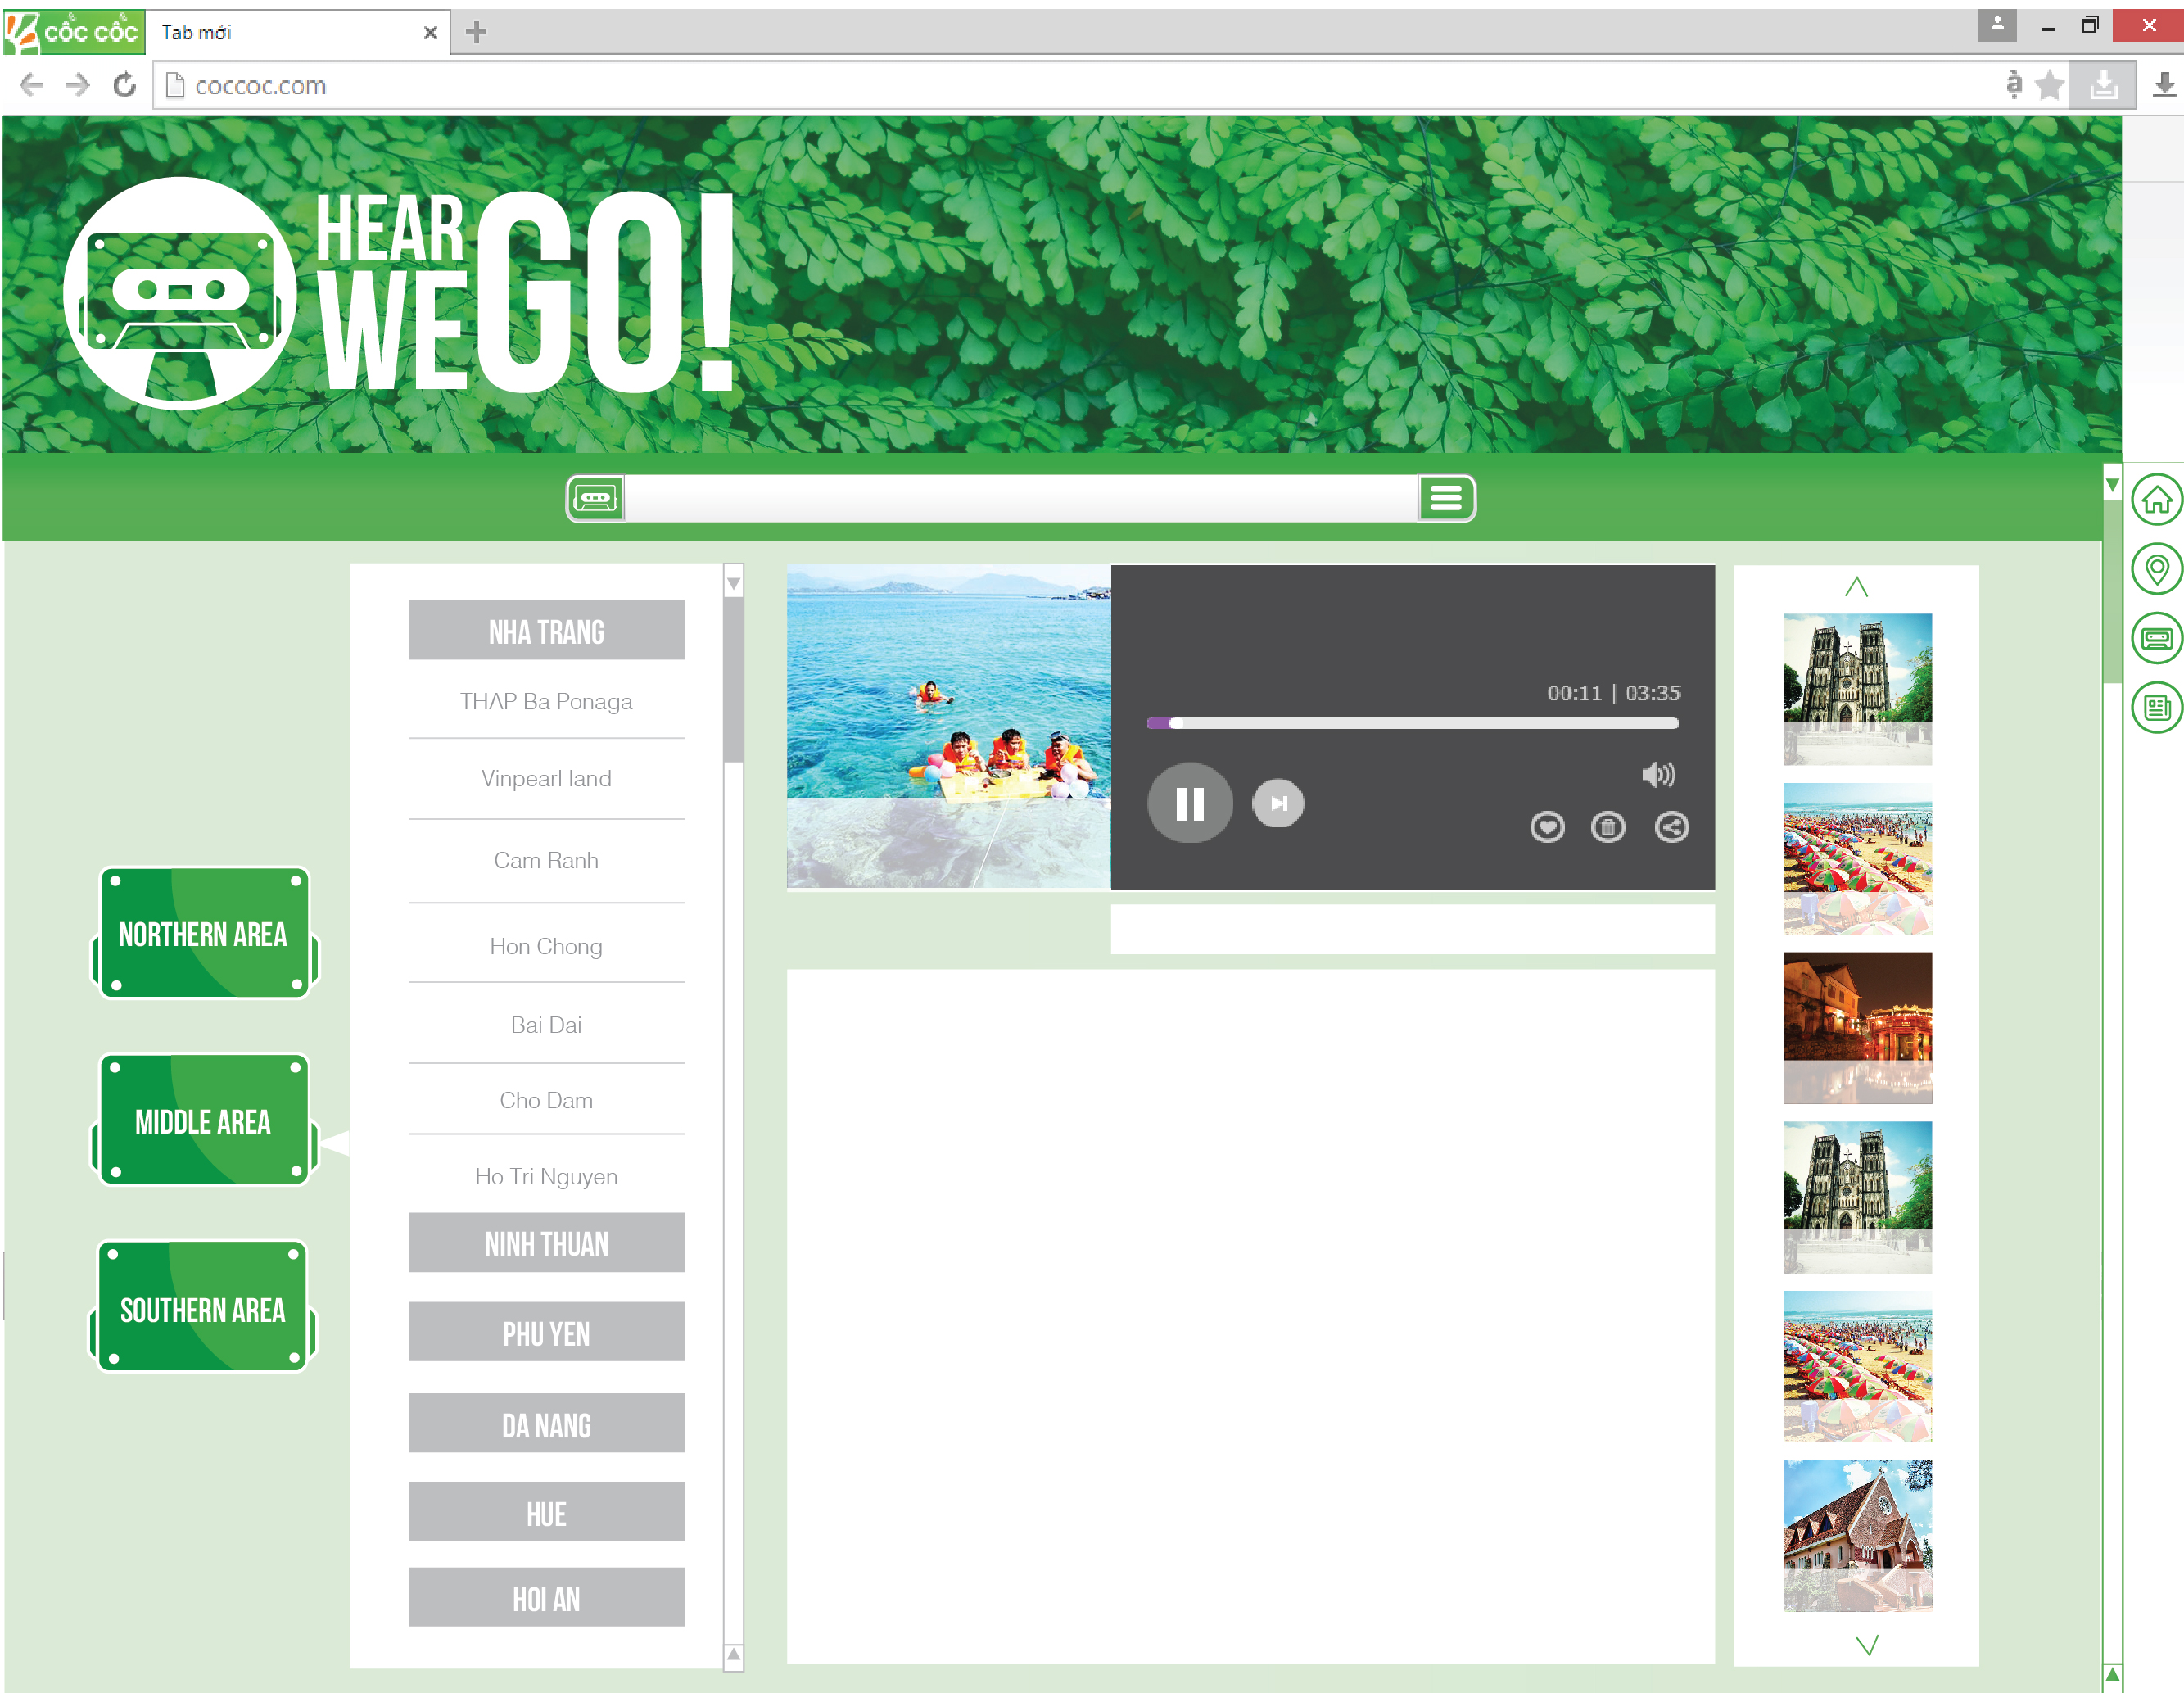 cốc cốc
Tab mới
coccoc.com
ạ̀
HEAR
WE
GO!
NHA TRANG
THAP Ba Ponaga
Vinpearl land
Cam Ranh
Hon Chong
Bai Dai
Cho Dam
Ho Tri Nguyen
NINH THUAN
PHU YEN
DA NANG
HUE
HOI AN
NORTHERN AREA
MIDDLE AREA
SOUTHERN AREA
00:11 | 03:35